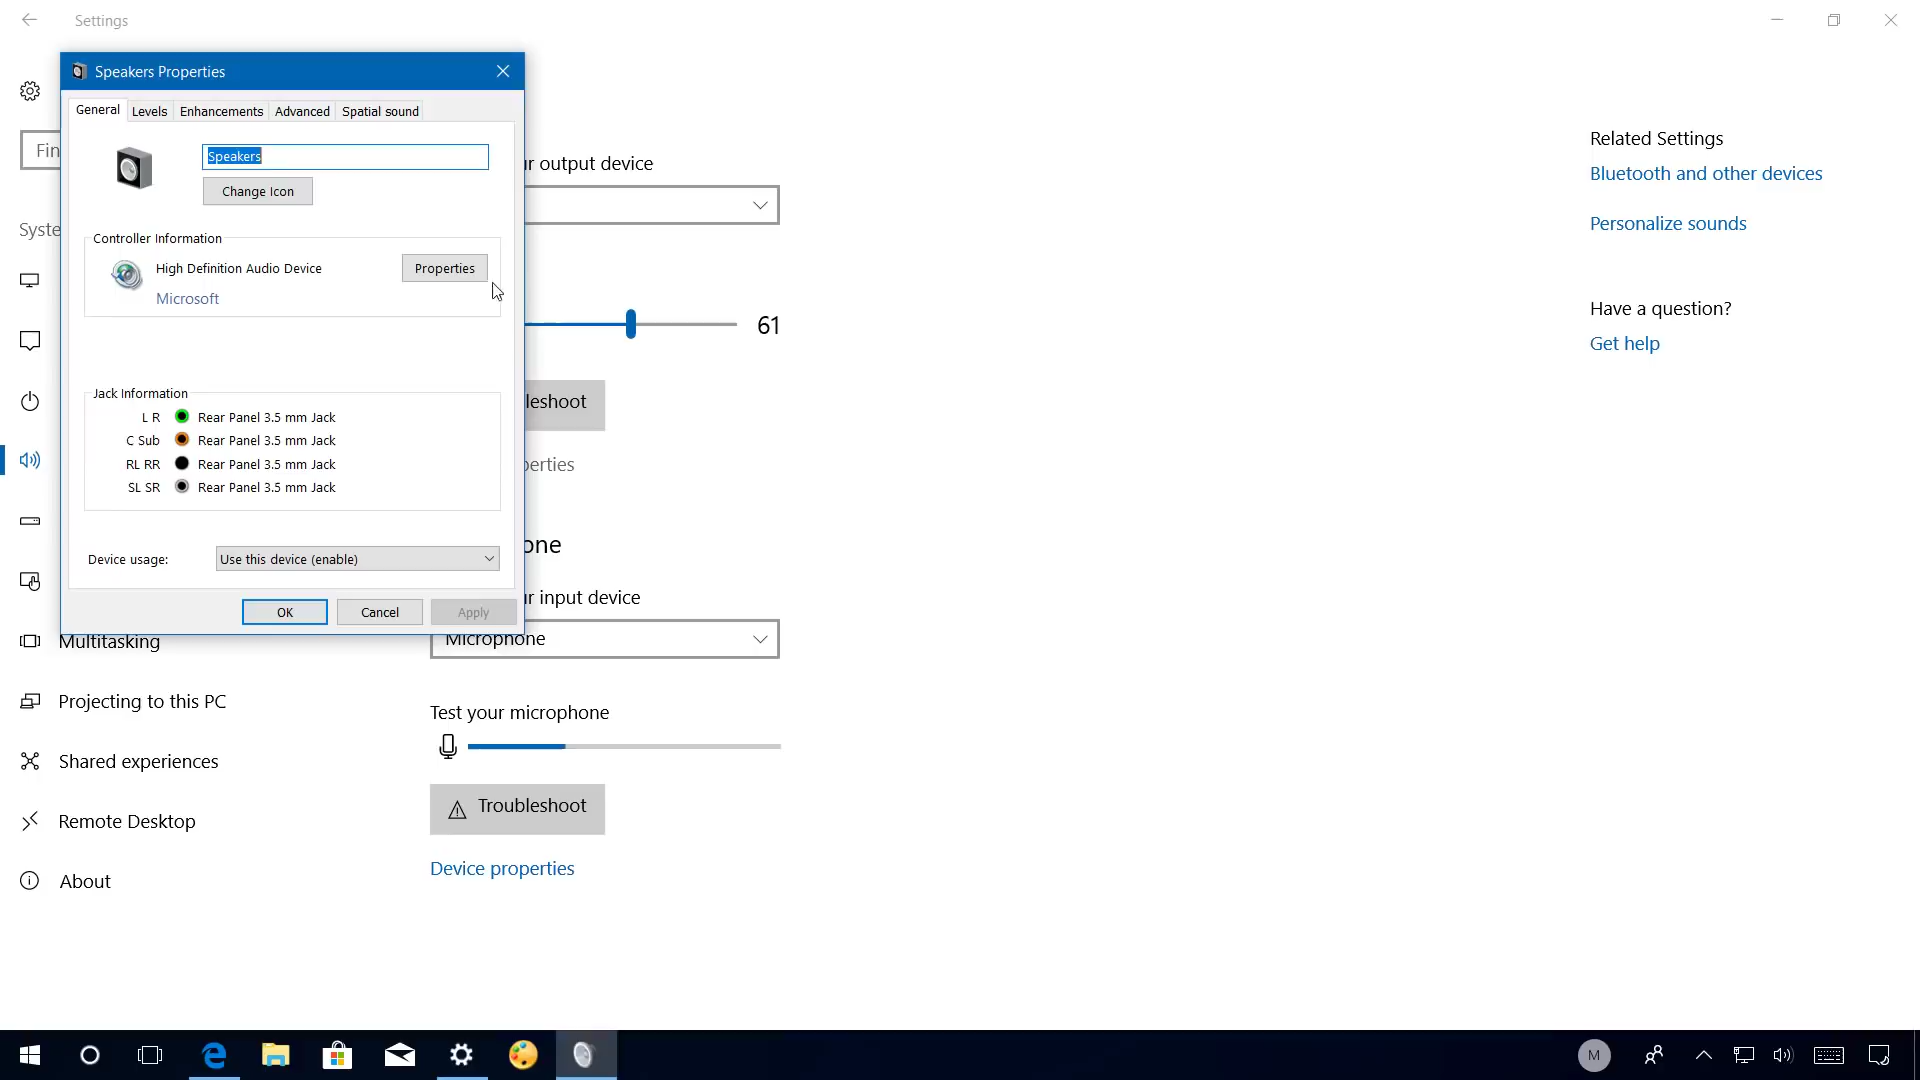 Settings
Speakers Properties
General Levels Enhancements Advanced Spatial sound
Speakers
Change Icon
Controller Information
High Definition Audio Device
Properties
Microsoft
Jack Information
L R Rear Panel 3.5 mm Jack
C Sub Rear Panel 3.5 mm Jack
RL RR Rear Panel 3.5 mm Jack
SL SR Rear Panel 3.5 mm Jack
Device usage: Use this device (enable)
OK Cancel Apply
Fin
Syste
Multitasking
Projecting to this PC
Shared experiences
Remote Desktop
About
ur output device
61
leshoot
perties
one
ur input device
Microphone
Test your microphone
Troubleshoot
Device properties
Related Settings
Bluetooth and other devices
Personalize sounds
Have a question?
Get help
M